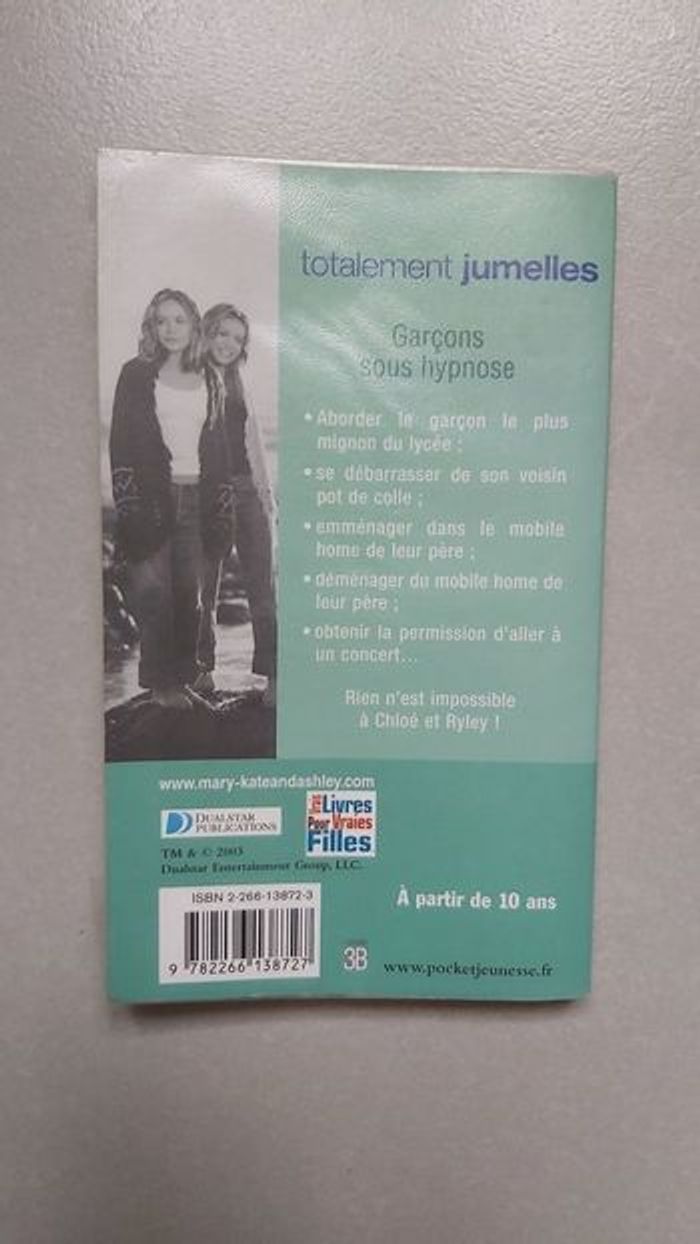 totalement jumelles
Garçons
sous hypnose
• Aborder le garçon le plus
mignon du lycée ;
• se débarrasser de son voisin
pot de colle ;
• emménager dans le mobile
home de leur père ;
• déménager du mobile home de
leur père ;
• obtenir la permission d'aller à
un concert...
Rien n'est impossible
à Chloé et Ryley !
www.mary-kateandashley.com
DUALSTAR
PUBLICATIONS
Les Livres
Pour Vraies
Filles
TM & © 2003
Dualstar Entertainment Group, LLC.
ISBN 2-266-13872-3
À partir de 10 ans
9 782266 138727
3B
www.pocketjeunesse.fr